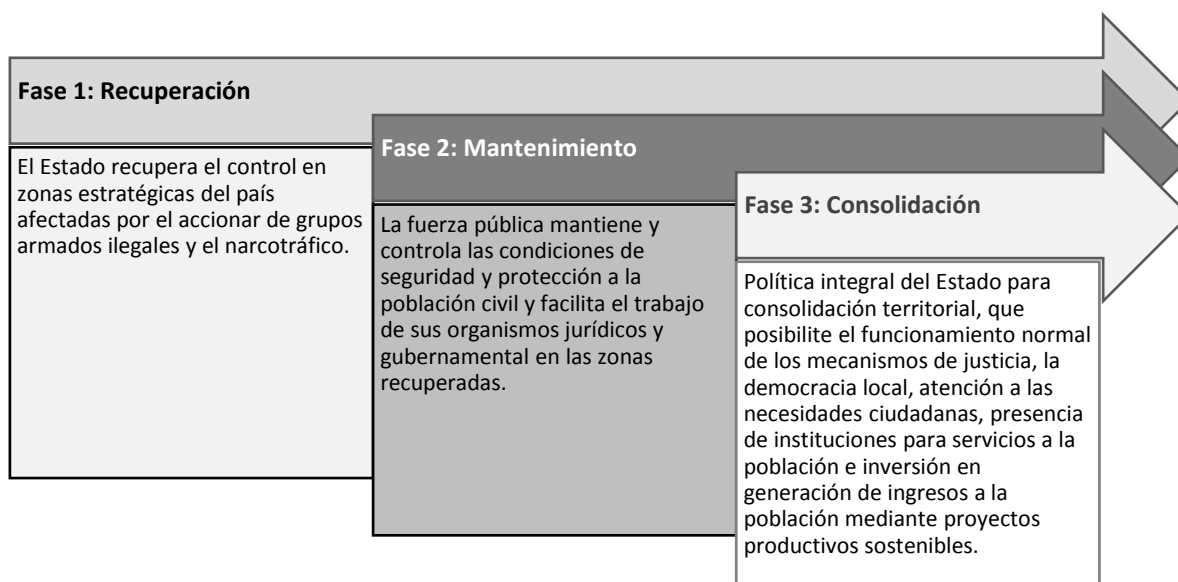 Fase 1: Recuperación
El Estado recupera el control en
zonas estratégicas del país
afectadas por el accionar de grupos
armados ilegales y el narcotráfico.
Fase 2: Mantenimiento
La fuerza pública mantiene y
controla las condiciones de
seguridad y protección a la
población civil y facilita el trabajo
de sus organismos jurídicos y
gubernamental en las zonas
recuperadas.
Fase 3: Consolidación
Política integral del Estado para
consolidación territorial, que
posibilite el funcionamiento normal
de los mecanismos de justicia, la
democracia local, atención a las
necesidades ciudadanas, presencia
de instituciones para servicios a la
población e inversión en
generación de ingresos a la
población mediante proyectos
productivos sostenibles.